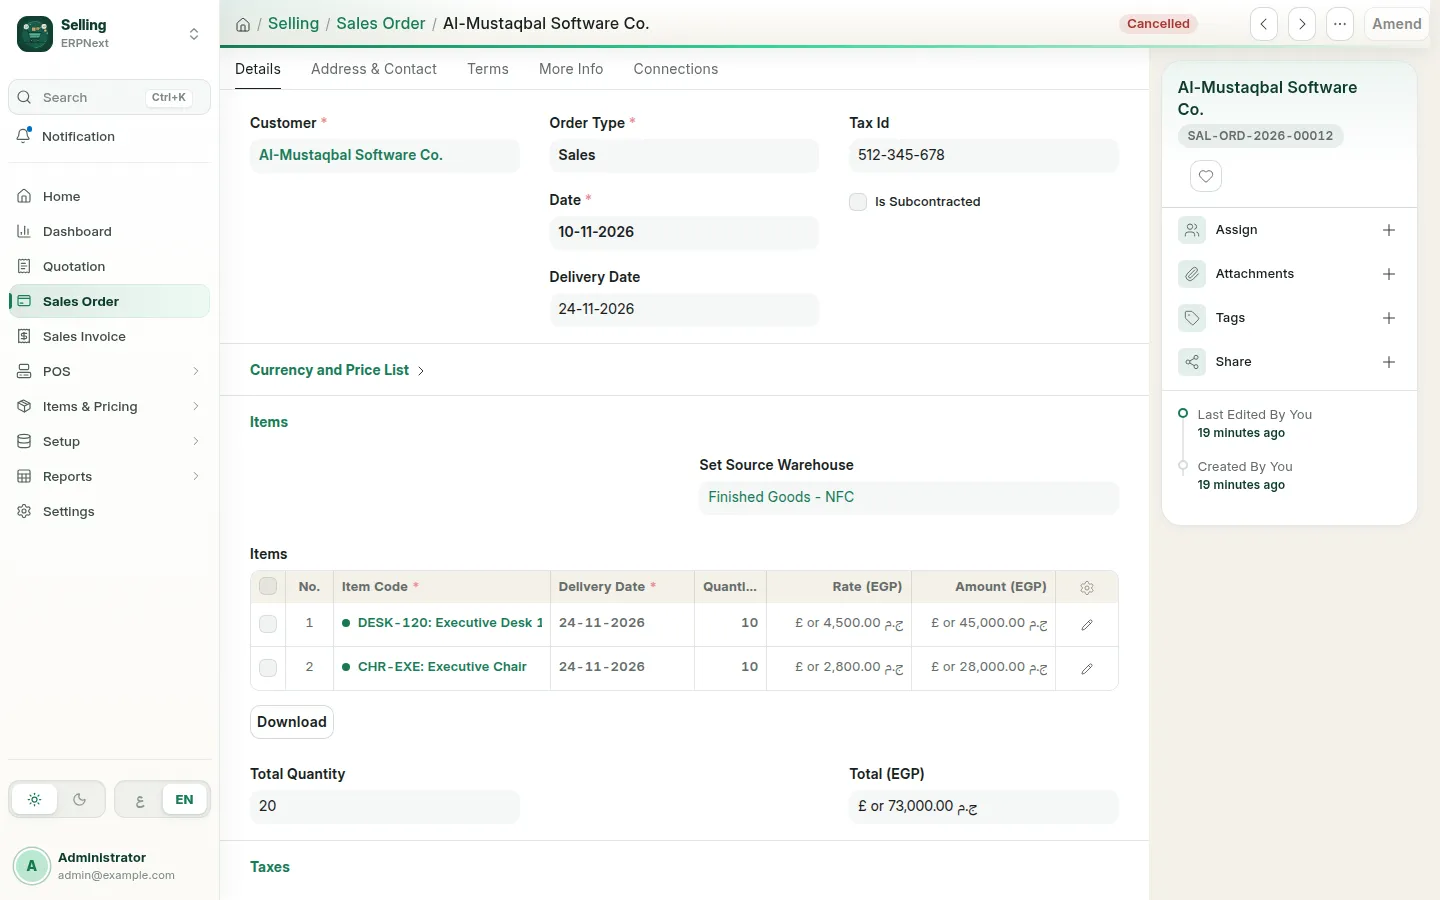 Selling
ERPNext
Search Ctrl+K
Notification
Home
Dashboard
Quotation
Sales Order
Sales Invoice
POS
Items & Pricing
Setup
Reports
Settings
ع EN
A Administrator
admin@example.com
/ Selling / Sales Order / Al-Mustaqbal Software Co.
Cancelled
··· Amend
Details Address & Contact Terms More Info Connections
Customer * Order Type * Tax Id
Al-Mustaqbal Software Co. Sales 512-345-678
Date * Is Subcontracted
10-11-2026
Delivery Date
24-11-2026
Currency and Price List
Items
Set Source Warehouse
Finished Goods - NFC
Items
No. Item Code * Delivery Date * Quanti... Rate (EGP) Amount (EGP)
1 DESK-120: Executive Desk 1 24-11-2026 10 £ or 4,500.00 ج.م £ or 45,000.00 ج.م
2 CHR-EXE: Executive Chair 24-11-2026 10 £ or 2,800.00 ج.م £ or 28,000.00 ج.م
Download
Total Quantity Total (EGP)
20 £ or 73,000.00 ج.م
Taxes
Al-Mustaqbal Software
Co.
SAL-ORD-2026-00012
Assign
Attachments
Tags
Share
Last Edited By You
19 minutes ago
Created By You
19 minutes ago